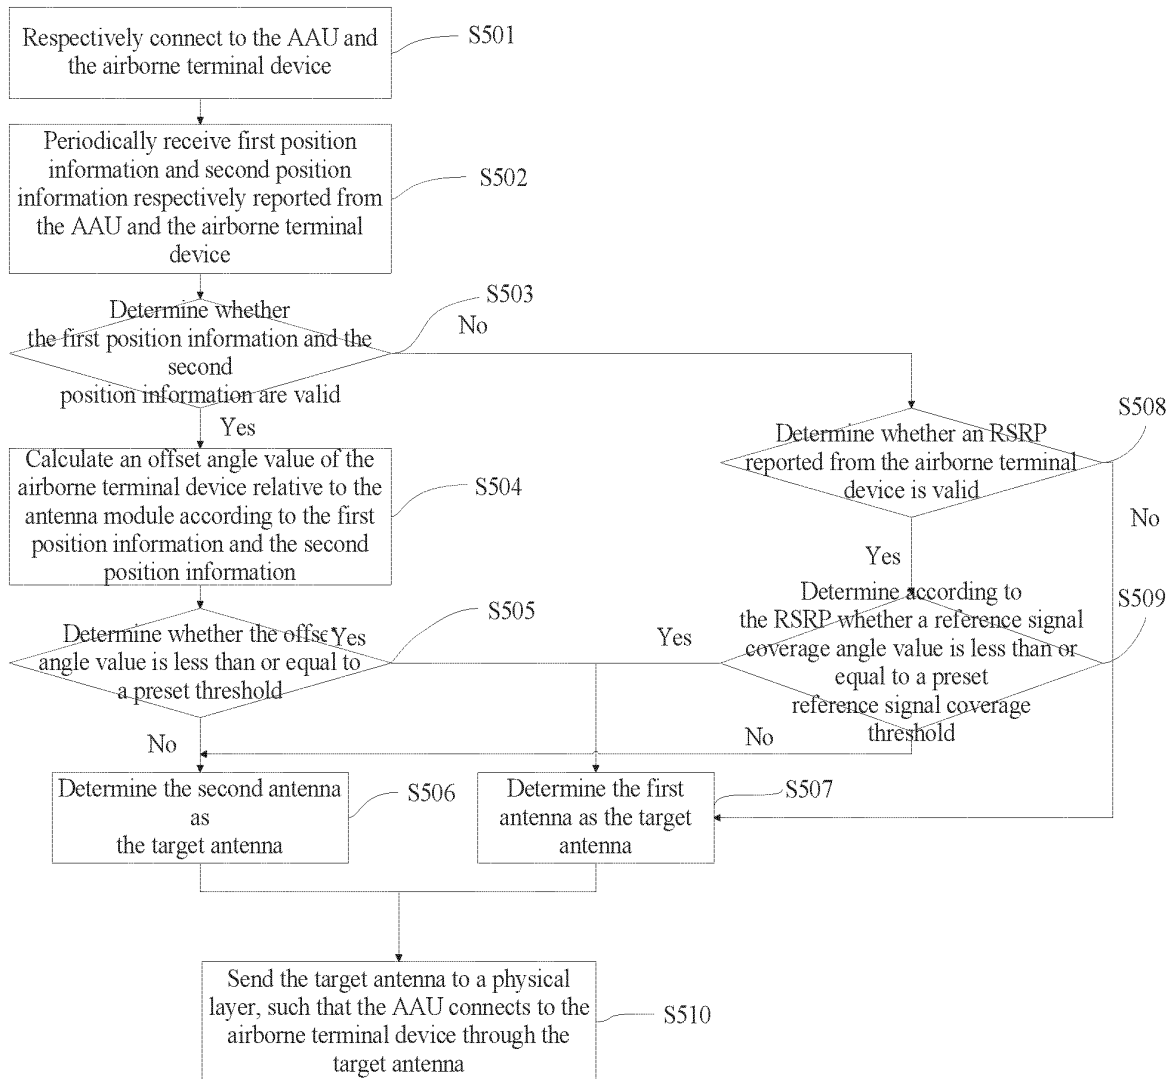 Respectively connect to the AAU and
the airborne terminal device
S501
Periodically receive first position
information and second position
information respectively reported from
the AAU and the airborne terminal
device
S502
Determine whether
the first position information and the
second
position information are valid
S503
No
Yes
Calculate an offset angle value of the
airborne terminal device relative to the
antenna module according to the first
position information and the second
position information
S504
Determine whether an RSRP
reported from the airborne terminal
device is valid
S508
No
Yes
Determine whether the offset
angle value is less than or equal to
a preset threshold
Yes
S505
Determine according to
the RSRP whether a reference signal
coverage angle value is less than or
equal to a preset
reference signal coverage
threshold
S509
Yes
No
No
Determine the second antenna
as
the target antenna
S506
Determine the first
antenna as the target
antenna
S507
Send the target antenna to a physical
layer, such that the AAU connects to the
airborne terminal device through the
target antenna
S510